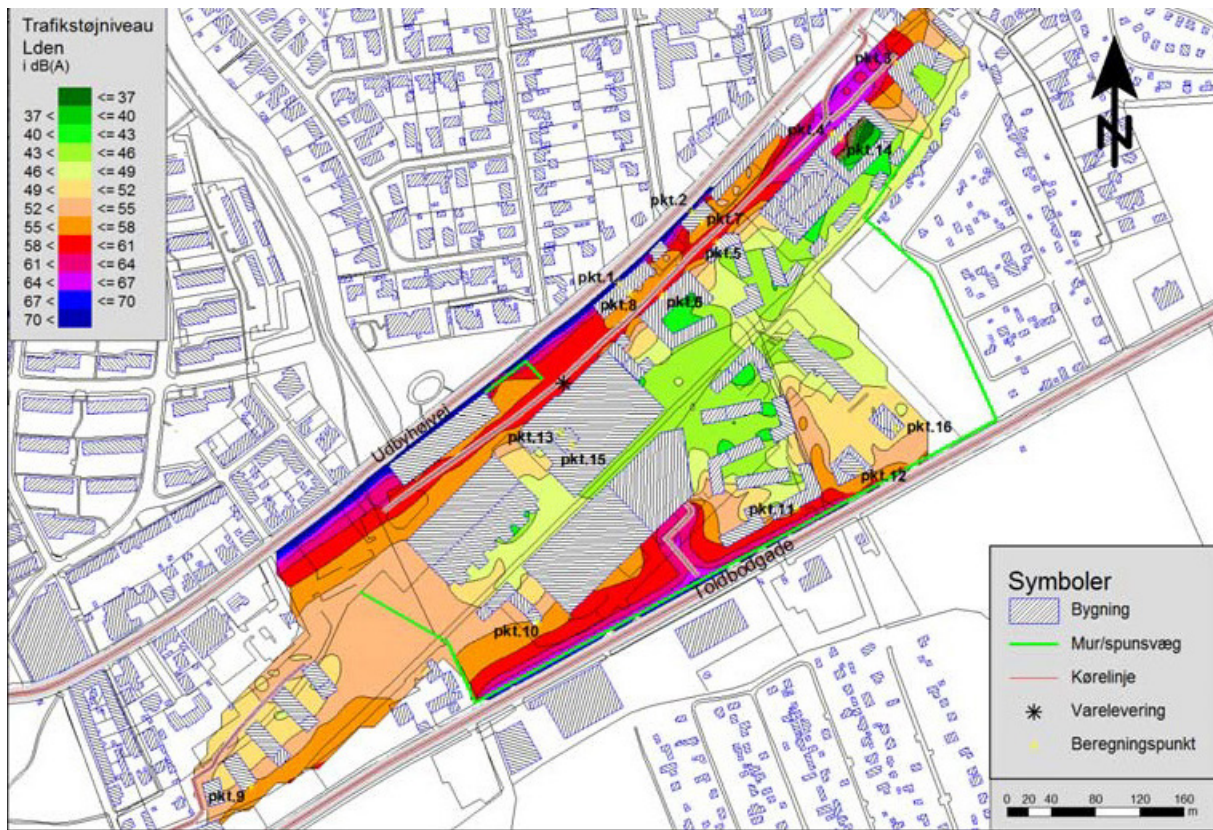 Trafikstøjniveau
Lden
i dB(A)
<= 37
37 < <= 40
40 < <= 43
43 < <= 46
46 < <= 49
49 < <= 52
52 < <= 55
55 < <= 58
58 < <= 61
61 < <= 64
64 < <= 67
67 < <= 70
70 <
pkt.3
pkt.4
pkt.14
pkt.2
pkt.7
pkt.5
pkt.1
pkt.6
pkt.8
N
Udbyhøjvej
pkt.13
pkt.15
pkt.16
pkt.12
pkt.11
Toldbodgade
pkt.10
pkt.9
Symboler
Bygning
Mur/spunsvæg
Kørelinje
Varelevering
Beregningspunkt
0 20 40 80 120 160
m